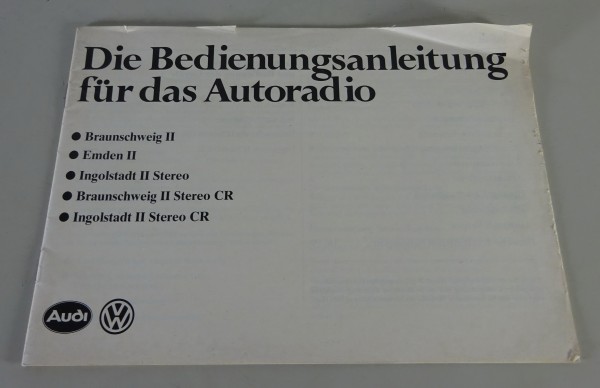 Die Bedienungsanleitung
für das Autoradio
● Braunschweig II
● Emden II
● Ingolstadt II Stereo
● Braunschweig II Stereo CR
● Ingolstadt II Stereo CR
Audi VW